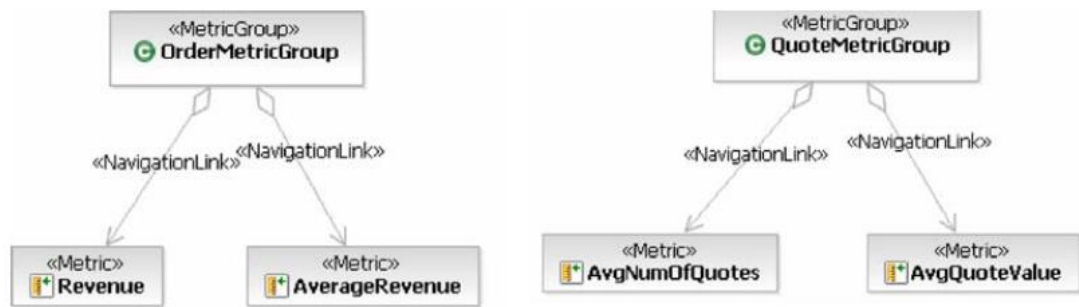 «MetricGroup»
OrderMetricGroup
«NavigationLink»
«NavigationLink»
«Metric»
Revenue
«Metric»
AverageRevenue
«MetricGroup»
QuoteMetricGroup
«NavigationLink»
«NavigationLink»
«Metric»
AvgNumOfQuotes
«Metric»
AvgQuoteValue